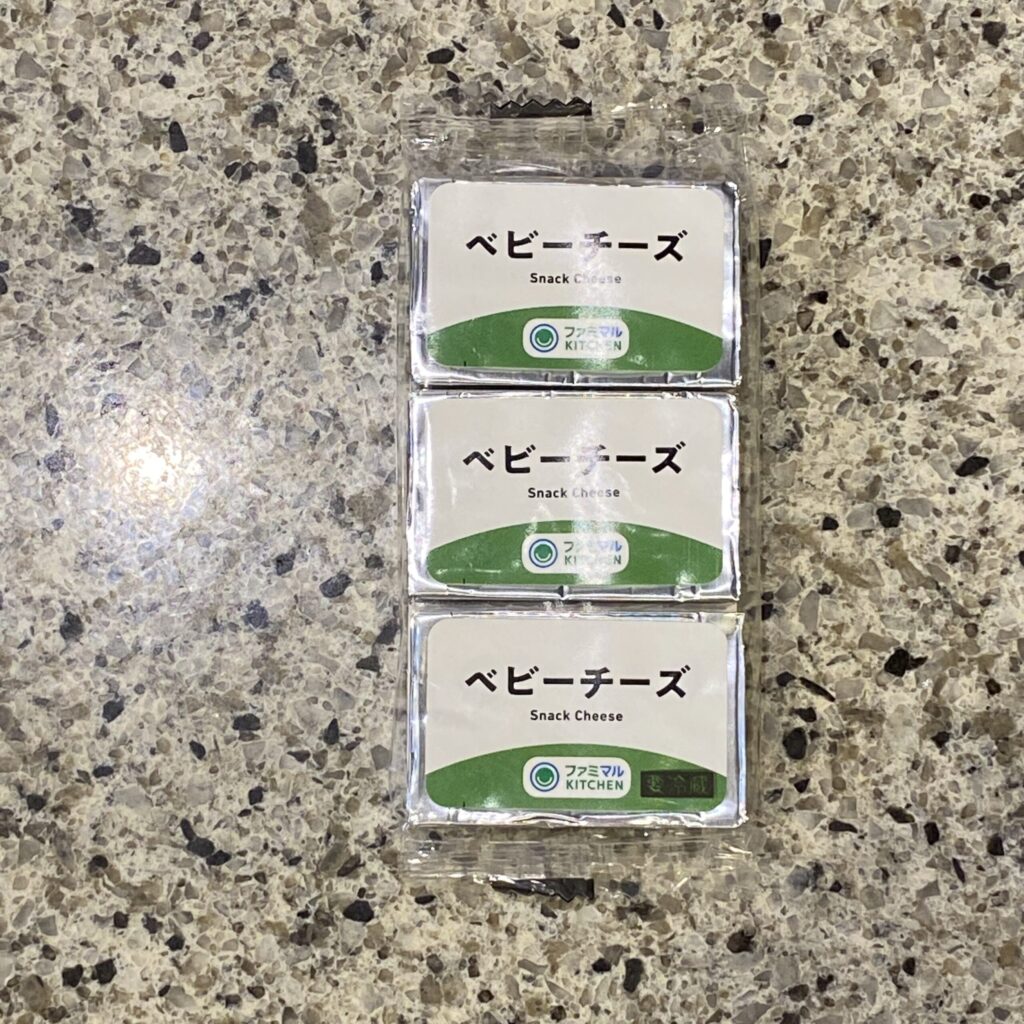 ベビーチーズ
Snack Cheese
ファミマル
KITCHEN
ベビーチーズ
Snack Cheese
ファミマル
KITCHEN
ベビーチーズ
Snack Cheese
ファミマル
KITCHEN
要冷蔵